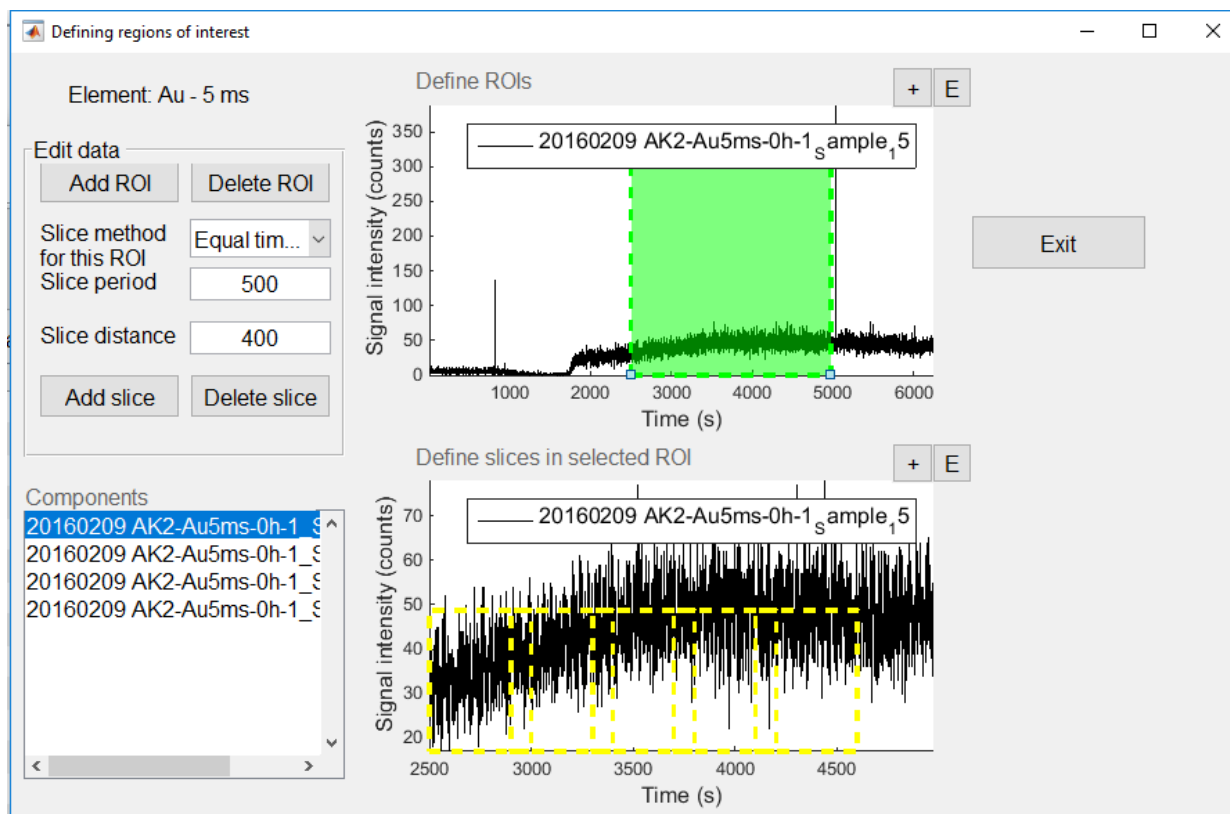 Defining regions of interest
Element: Au - 5 ms
Edit data
Add ROI
Delete ROI
Slice method
for this ROI
Equal tim...
Slice period
500
Slice distance
400
Add slice
Delete slice
Components
20160209 AK2-Au5ms-0h-1_S
20160209 AK2-Au5ms-0h-1_S
20160209 AK2-Au5ms-0h-1_S
20160209 AK2-Au5ms-0h-1_S
Define ROIs
+
E
20160209 AK2-Au5ms-0h-1Sample15
Signal intensity (counts)
350
300
250
200
150
100
50
0
1000 2000 3000 4000 5000 6000
Time (s)
Define slices in selected ROI
+
E
20160209 AK2-Au5ms-0h-1Sample15
Signal intensity (counts)
70
60
50
40
30
20
2500 3000 3500 4000 4500
Time (s)
Exit